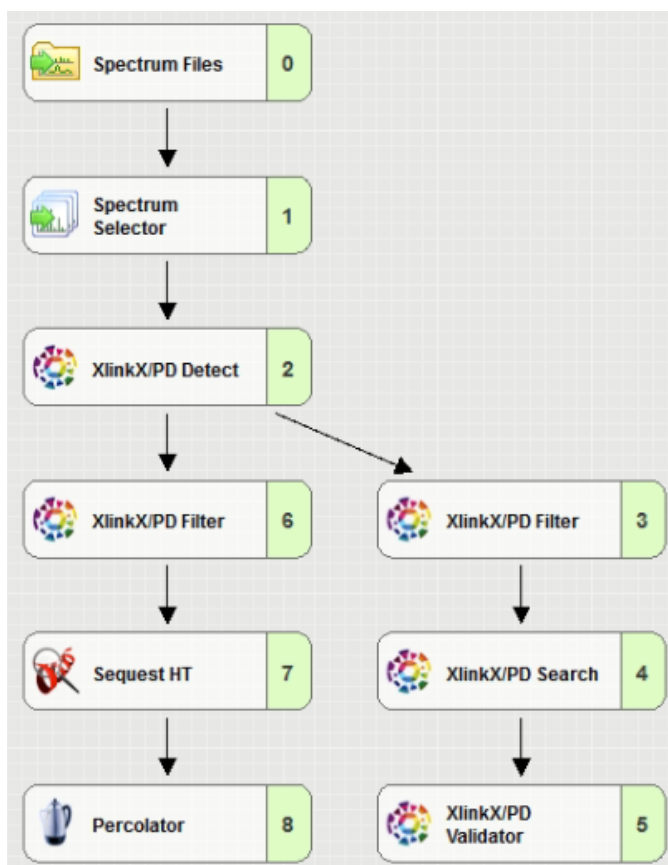 Spectrum Files 0
Spectrum
Selector 1
XlinkX/PD Detect 2
XlinkX/PD Filter 6
XlinkX/PD Filter 3
Sequest HT 7
XlinkX/PD Search 4
Percolator 8
XlinkX/PD
Validator 5